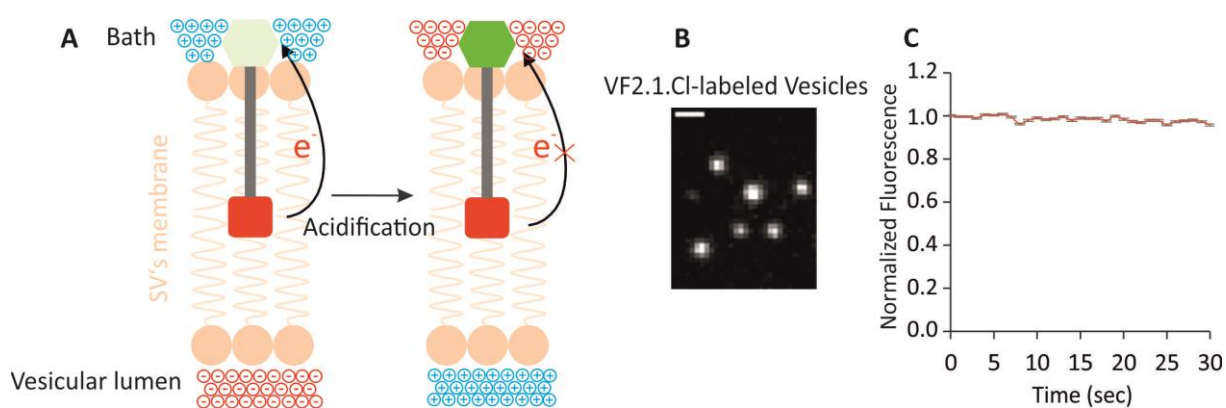 A
Bath
SV's membrane
e-
Acidification
e-
Vesicular lumen
B
VF2.1.Cl-labeled Vesicles
C
Normalized Fluorescence
1.2
1.0
0.8
0.6
0.4
0.2
0.0
0 5 10 15 20 25 30
Time (sec)